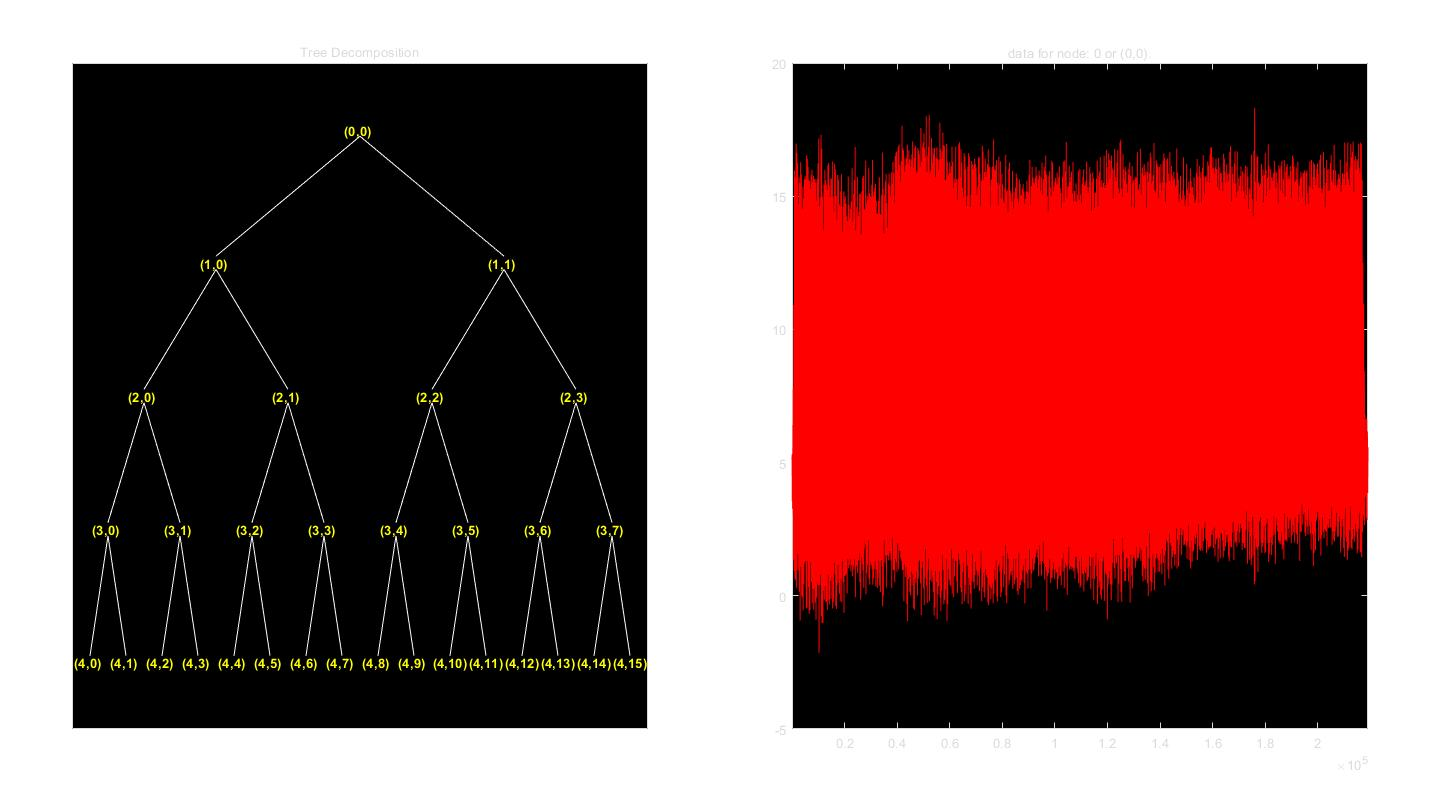 Tree Decomposition
(0,0)
(1,0) (1,1)
(2,0) (2,1) (2,2) (2,3)
(3,0) (3,1) (3,2) (3,3) (3,4) (3,5) (3,6) (3,7)
(4,0) (4,1) (4,2) (4,3) (4,4) (4,5) (4,6) (4,7) (4,8) (4,9) (4,10) (4,11) (4,12) (4,13) (4,14) (4,15)
data for node: 0 or (0,0).
20
15
10
5
0
-5
0.2 0.4 0.6 0.8 1 1.2 1.4 1.6 1.8 2
×10^5